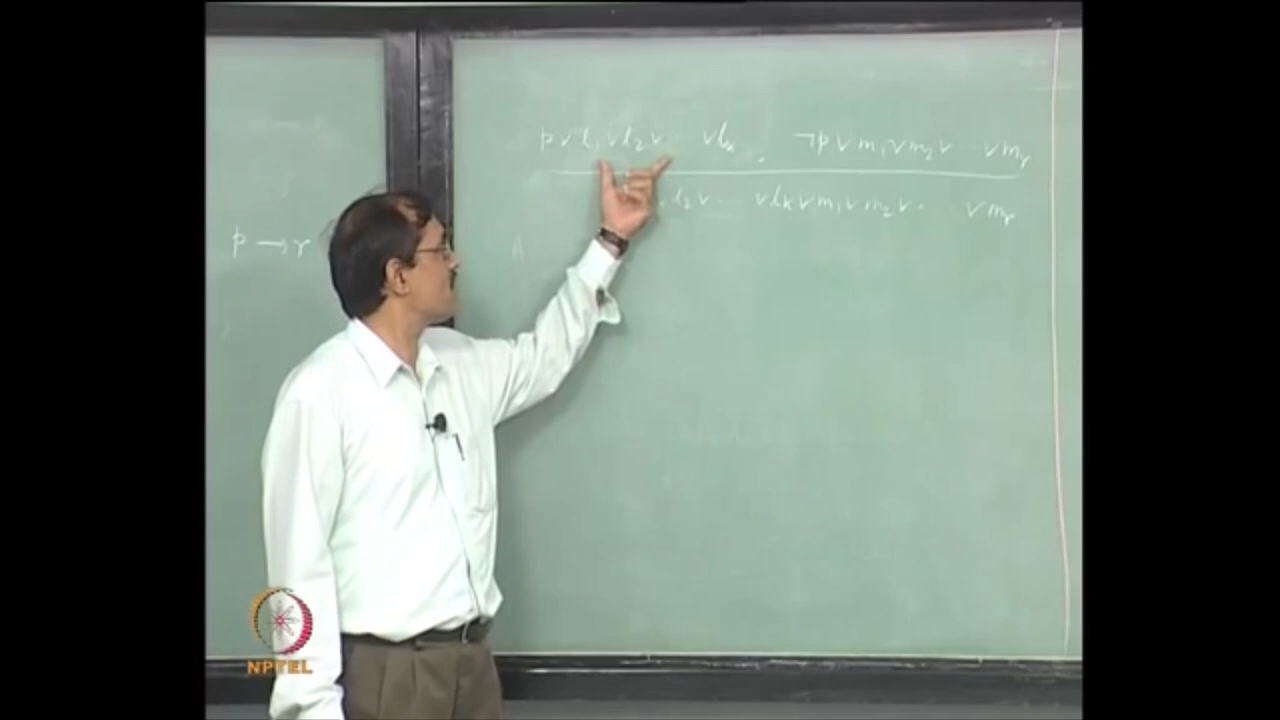 p ∨ l₁ ∨ l₂ ∨ ... ∨ lₖ , ¬p ∨ m₁ ∨ m₂ ∨ ... ∨ mᵣ
l₂ ∨ ... ∨ lₖ ∨ m₁ ∨ m₂ ∨ ... ∨ mᵣ
p → r
A
NPTEL